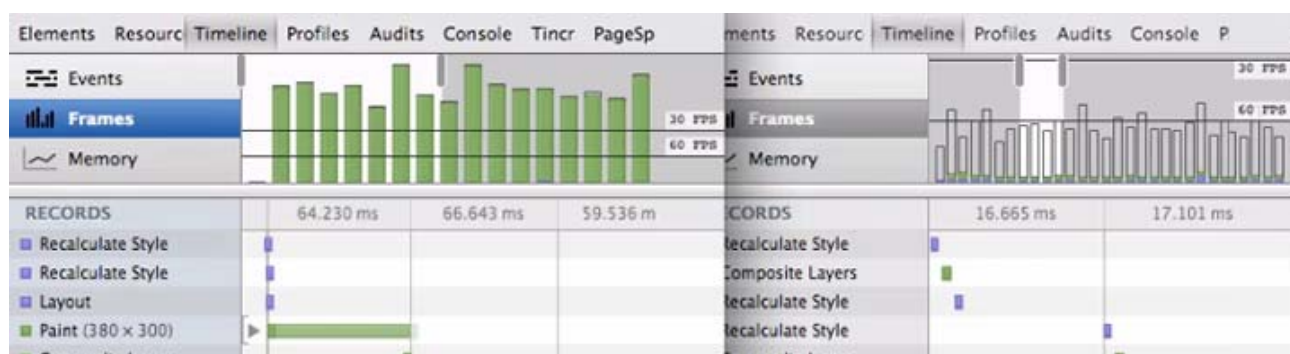 Elements Resourc Timeline Profiles Audits Console Tincr PageSp
Events
Frames
Memory
30 FPS
60 FPS
RECORDS 64.230 ms 66.643 ms 59.536 m
Recalculate Style
Recalculate Style
Layout
Paint (380 × 300)
ments Resourc Timeline Profiles Audits Console P
Events
Frames
Memory
30 FPS
60 FPS
CORDS 16.665 ms 17.101 ms
ecalculate Style
Composite Layers
ecalculate Style
ecalculate Style